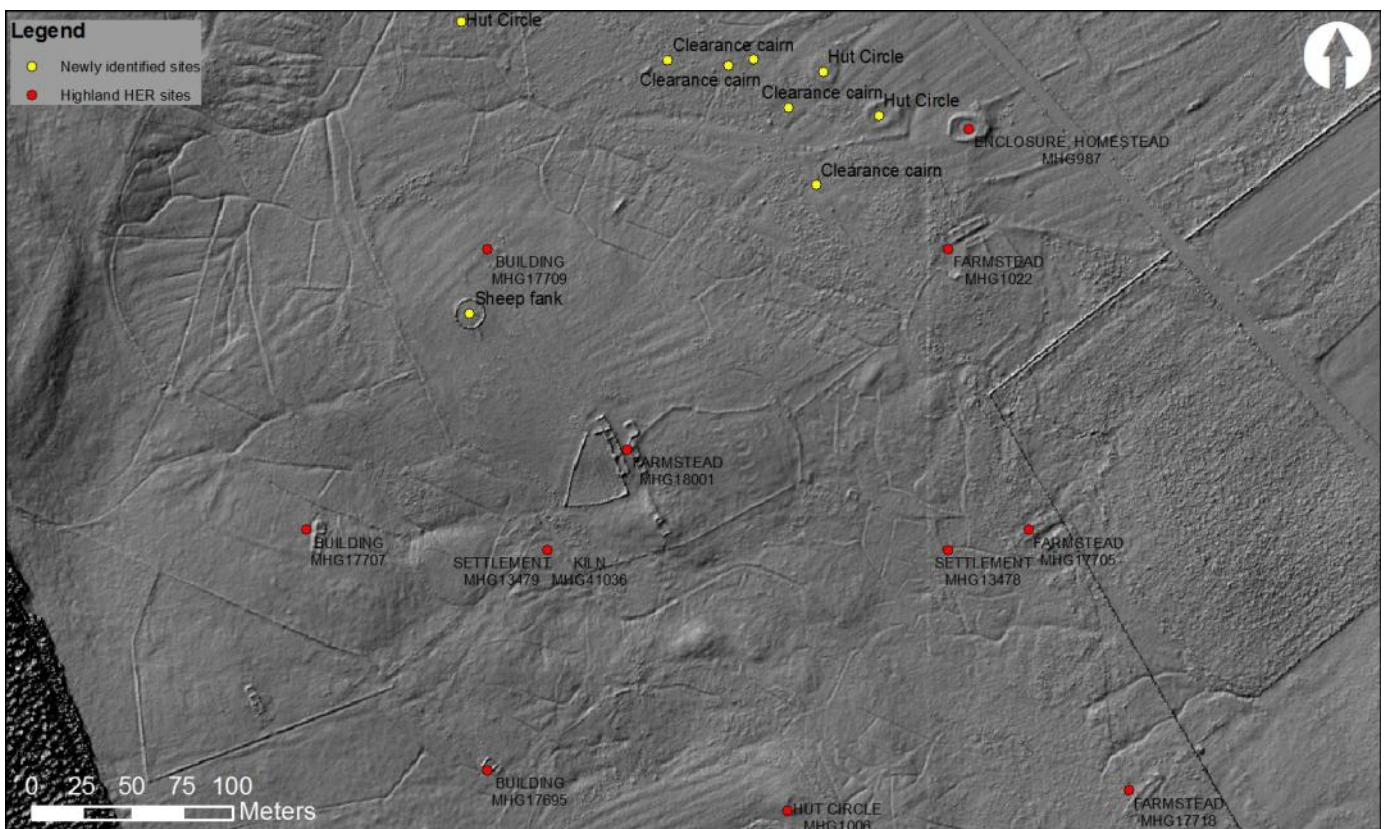 Legend
Newly identified sites
Highland HER sites
Hut Circle
Clearance cairn
Hut Circle
Clearance cairn
Clearance cairn
Hut Circle
ENCLOSURE, HOMESTEAD
MHG987
Clearance cairn
BUILDING
MHG17709
FARMSTEAD
MHG1022
Sheep fank
FARMSTEAD
MHG18001
BUILDING
MHG17707
SETTLEMENT
MHG13479
KILN
MHG41036
SETTLEMENT
MHG13478
FARMSTEAD
MHG17705
BUILDING
MHG17695
HUT CIRCLE
MHG1006
FARMSTEAD
MHG17718
0 25 50 75 100
Meters